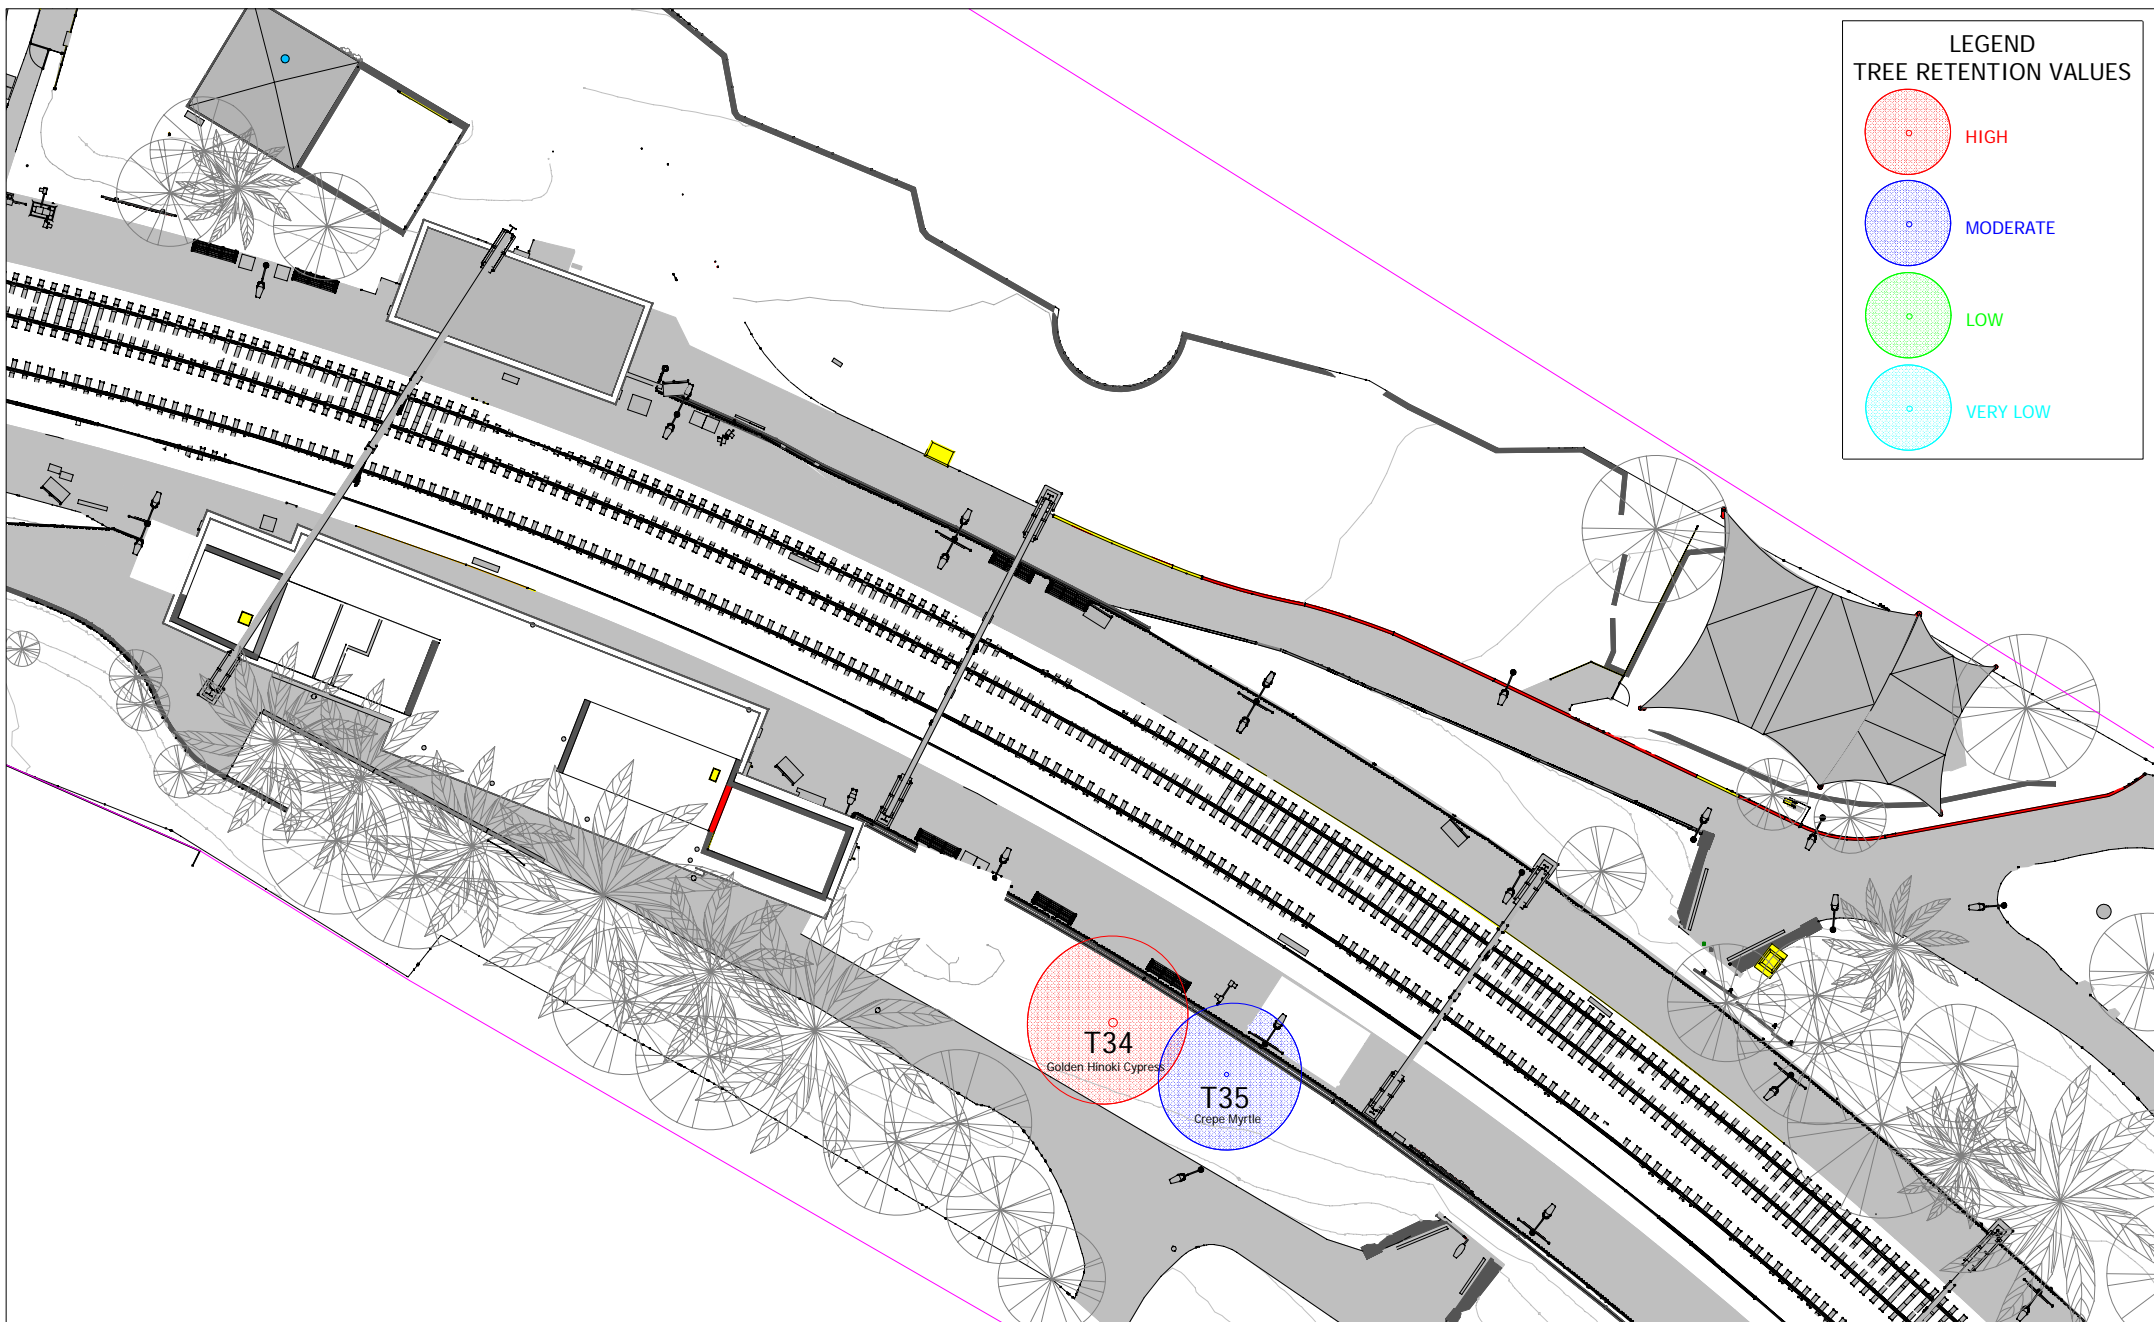 LEGEND
TREE RETENTION VALUES
HIGH
MODERATE
LOW
VERY LOW
T34
Golden Hinoki Cypress
T35
Crepe Myrtle